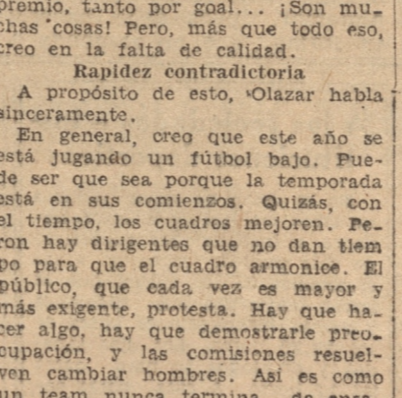 premio, tanto por goal... ¡Son mu-
chas cosas! Pero, más que todo eso,
creo en la falta de calidad.
Rapidez contradictoria
A propósito de esto, Olazar habla
sinceramente.
En general, creo que este año se
está jugando un fútbol bajo. Pue-
de ser que sea porque la temporada
está en sus comienzos. Quizás, con
el tiempo, los cuadros mejoren. Pe-
ron hay dirigentes que no dan tiem
po para que el cuadro armonice. El
público, que cada vez es mayor y
más exigente, protesta. Hay que ha-
cer algo, hay que demostrarle preo-
cupación, y las comisiones resuel-
ven cambiar hombres. Asi es como
un team nunca termina